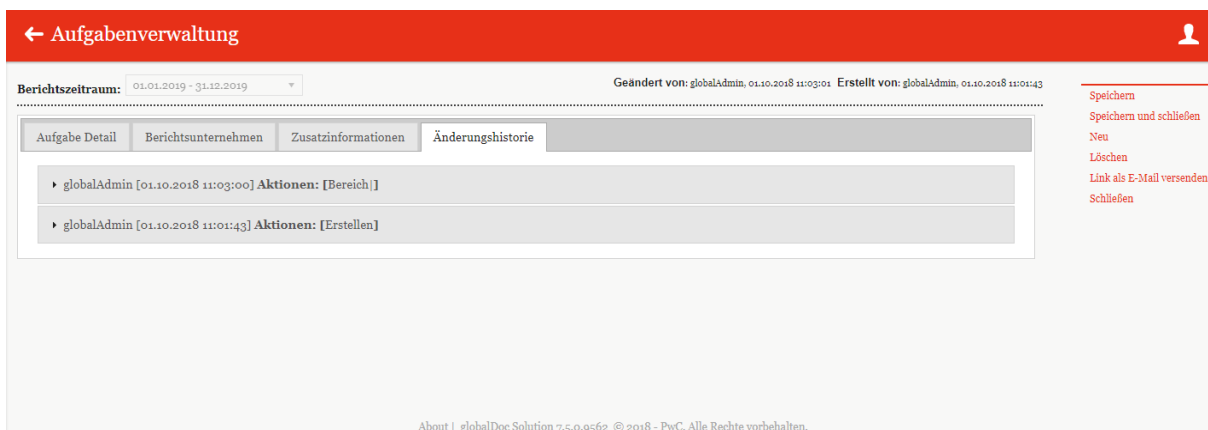 Aufgabenverwaltung
Berichtszeitraum: 01.01.2019 - 31.12.2019
Geändert von: globalAdmin, 01.10.2018 11:03:01 Erstellt von: globalAdmin, 01.10.2018 11:01:43
Aufgabe Detail Berichtsunternehmen Zusatzinformationen Änderungshistorie
globalAdmin [01.10.2018 11:03:00] Aktionen: [Bereich|]
globalAdmin [01.10.2018 11:01:43] Aktionen: [Erstellen]
Speichern
Speichern und schließen
Neu
Löschen
Link als E-Mail versenden
Schließen
About | globalDoc Solution 7.5.0.9562 © 2018 - PwC. Alle Rechte vorbehalten.